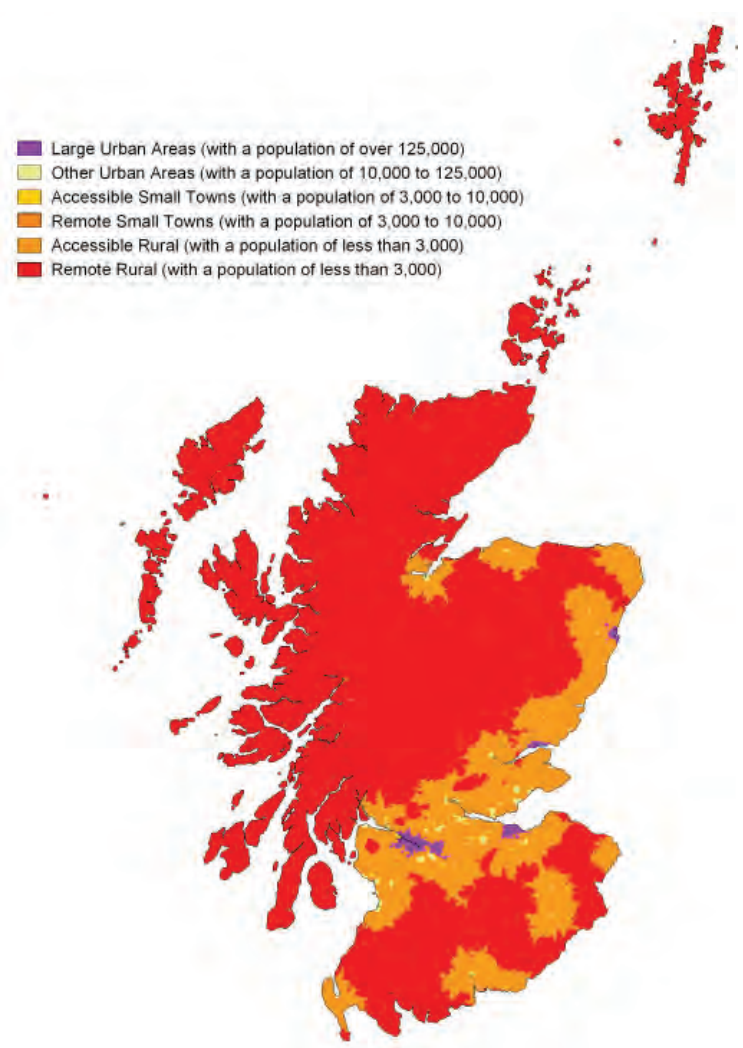 Large Urban Areas (with a population of over 125,000)
Other Urban Areas (with a population of 10,000 to 125,000)
Accessible Small Towns (with a population of 3,000 to 10,000)
Remote Small Towns (with a population of 3,000 to 10,000)
Accessible Rural (with a population of less than 3,000)
Remote Rural (with a population of less than 3,000)